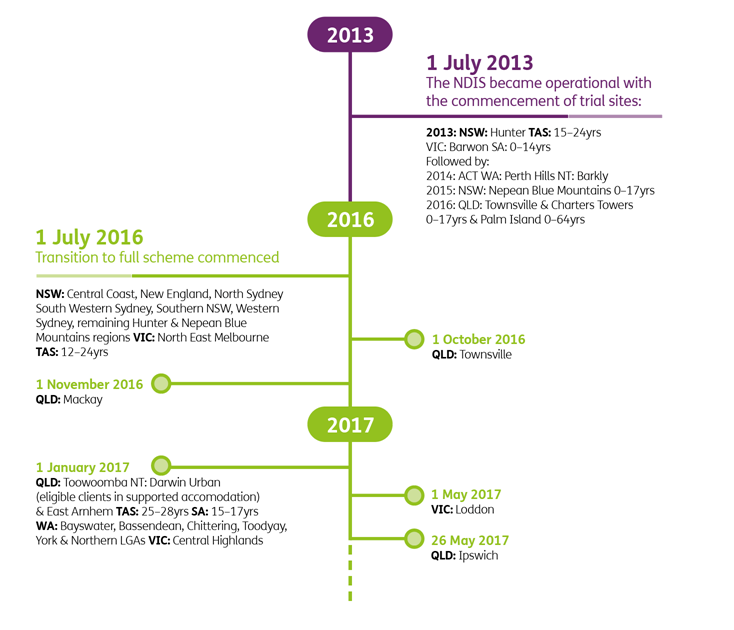 2013
1 July 2013
The NDIS became operational with
the commencement of trial sites:
2013: NSW: Hunter TAS: 15–24yrs
VIC: Barwon SA: 0–14yrs
Followed by:
2014: ACT WA: Perth Hills NT: Barkly
2015: NSW: Nepean Blue Mountains 0–17yrs
2016: QLD: Townsville & Charters Towers
0–17yrs & Palm Island 0–64yrs
2016
1 July 2016
Transition to full scheme commenced
NSW: Central Coast, New England, North Sydney
South Western Sydney, Southern NSW, Western
Sydney, remaining Hunter & Nepean Blue
Mountains regions VIC: North East Melbourne
TAS: 12–24yrs
1 October 2016
QLD: Townsville
1 November 2016
QLD: Mackay
2017
1 January 2017
QLD: Toowoomba NT: Darwin Urban
(eligible clients in supported accomodation)
& East Arnhem TAS: 25–28yrs SA: 15–17yrs
WA: Bayswater, Bassendean, Chittering, Toodyay,
York & Northern LGAs VIC: Central Highlands
1 May 2017
VIC: Loddon
26 May 2017
QLD: Ipswich